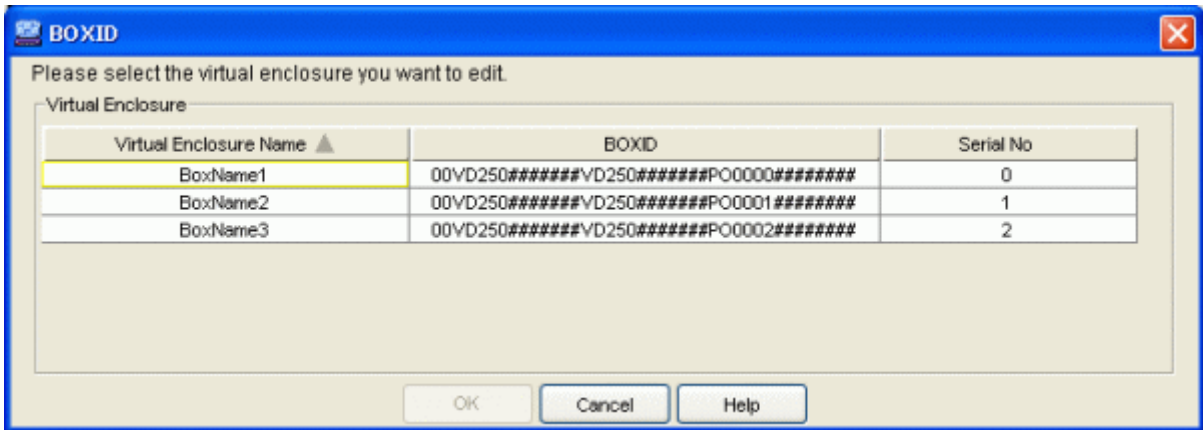 BOXID
Please select the virtual enclosure you want to edit.
Virtual Enclosure
Virtual Enclosure Name BOXID Serial No
BoxName1 00VD250#######VD250#######PO0000######## 0
BoxName2 00VD250#######VD250#######PO0001######## 1
BoxName3 00VD250#######VD250#######PO0002######## 2
OK Cancel Help